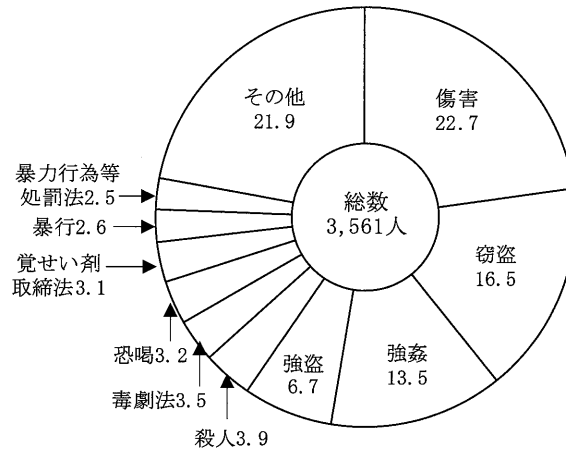 総数
3,561人
傷害
22.7
窃盗
16.5
強姦
13.5
強盗
6.7
殺人3.9
毒劇法3.5
恐喝3.2
覚せい剤
取締法3.1
暴行2.6
暴力行為等
処罰法2.5
その他
21.9